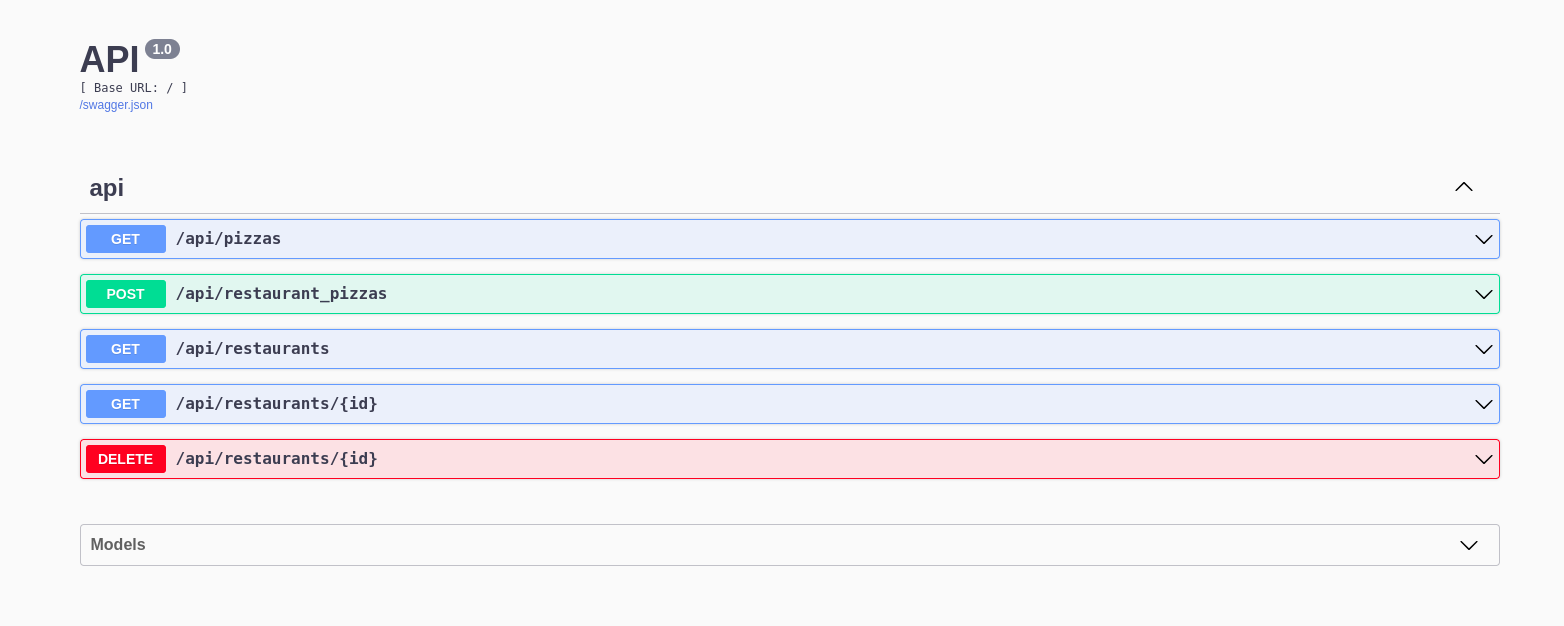 API 1.0
[ Base URL: / ]
/swagger.json
api
GET /api/pizzas
POST /api/restaurant_pizzas
GET /api/restaurants
GET /api/restaurants/{id}
DELETE /api/restaurants/{id}
Models